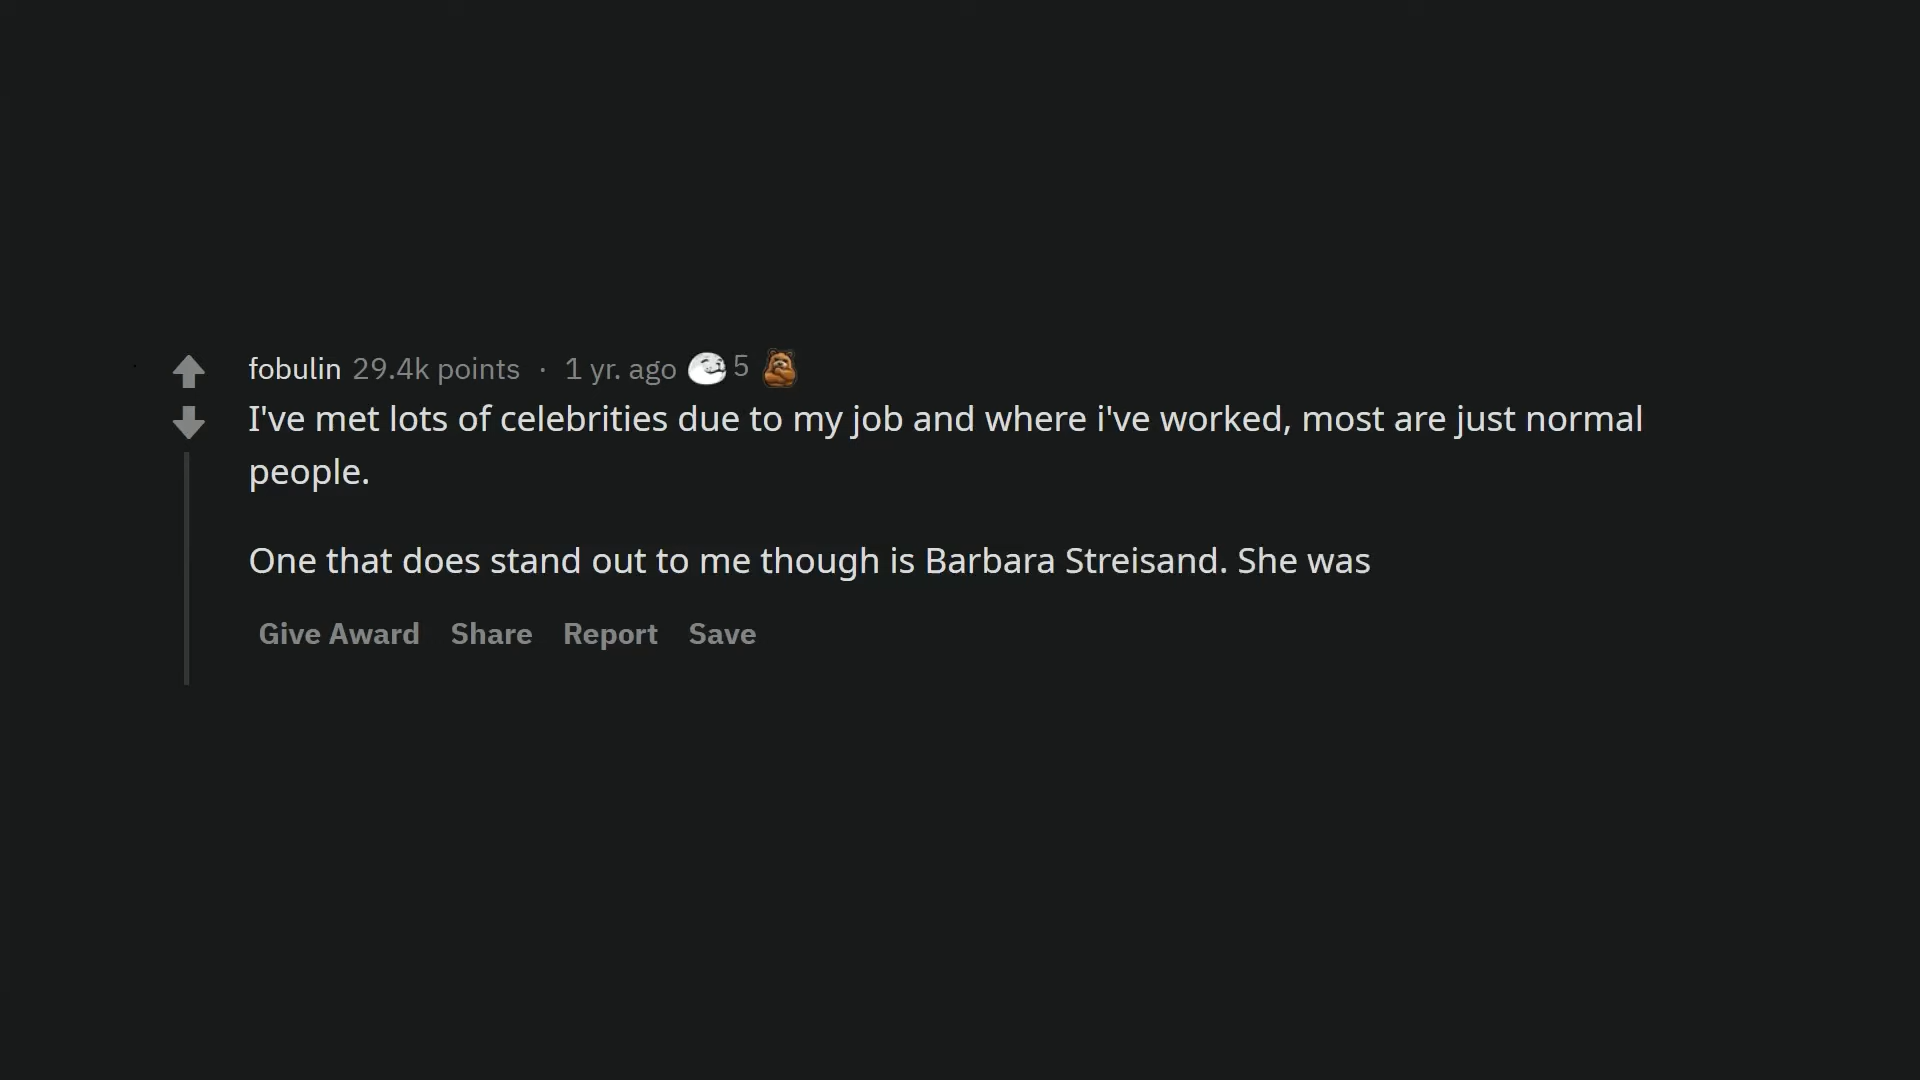 fobulin 29.4k points · 1 yr. ago 5
I've met lots of celebrities due to my job and where i've worked, most are just normal
people.
One that does stand out to me though is Barbara Streisand. She was
Give Award Share Report Save